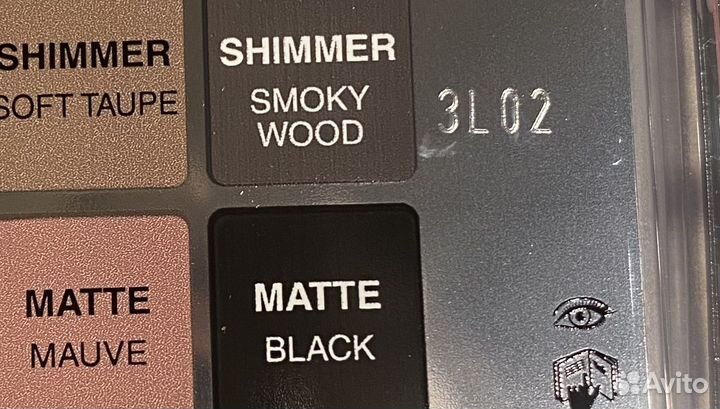 SHIMMER
SOFT TAUPE
SHIMMER
SMOKY
WOOD
3L02
MATTE
MAUVE
MATTE
BLACK
Avito